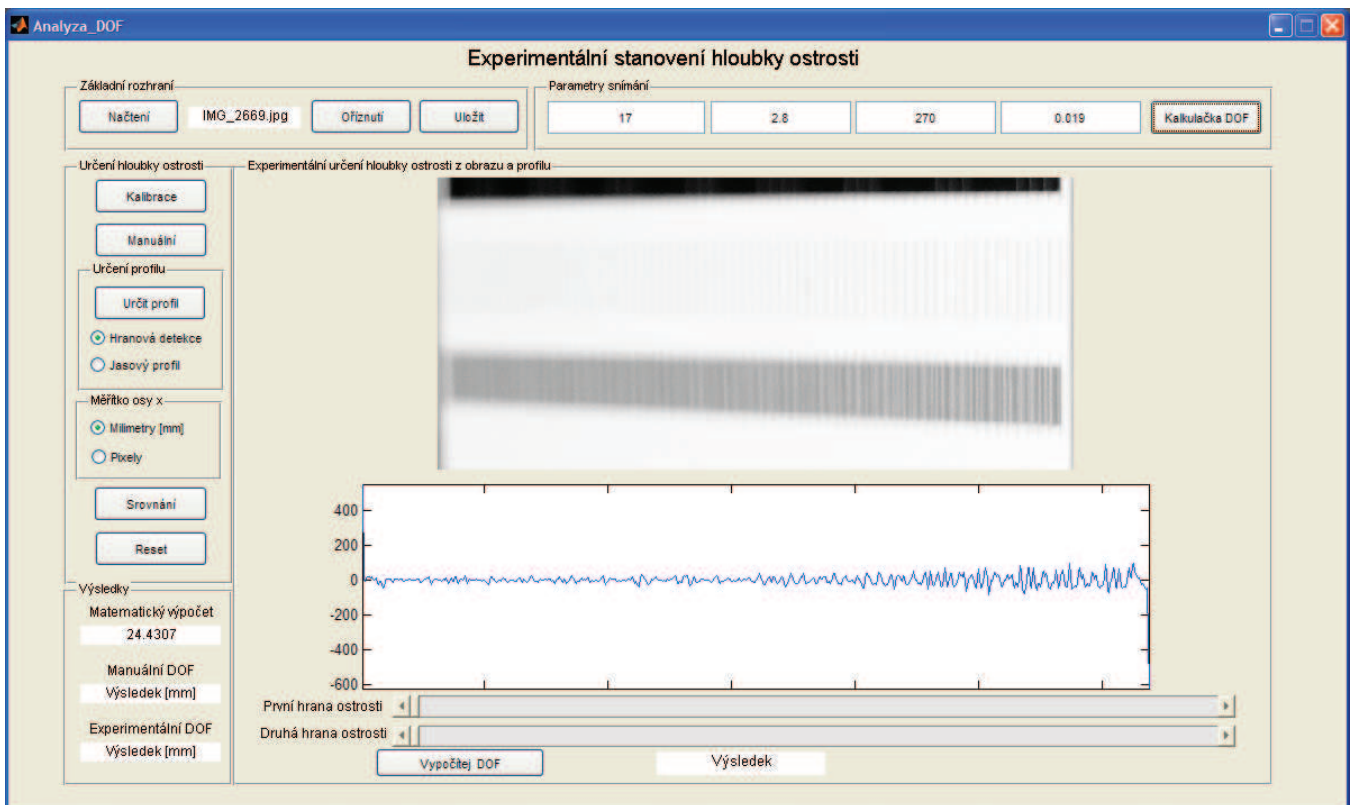 Analyza_DOF
Experimentální stanovení hloubky ostrosti
Základní rozhraní
Parametry snímání
Načtení
IMG_2669.jpg
Oříznutí
Uložit
17
2.8
270
0.019
Kalkulačka DOF
Určení hloubky ostrosti
Kalibrace
Manuální
Určení profilu
Určit profil
Hranová detekce
Jasový profil
Měřítko osy x
Milimetry [mm]
Pixely
Srovnání
Reset
Výsledky
Matematický výpočet
24.4307
Manuální DOF
Výsledek [mm]
Experimentální DOF
Výsledek [mm]
Experimentální určení hloubky ostrosti z obrazu a profilu
400
200
0
-200
-400
-600
První hrana ostrosti
Druhá hrana ostrosti
Vypočítej DOF
Výsledek